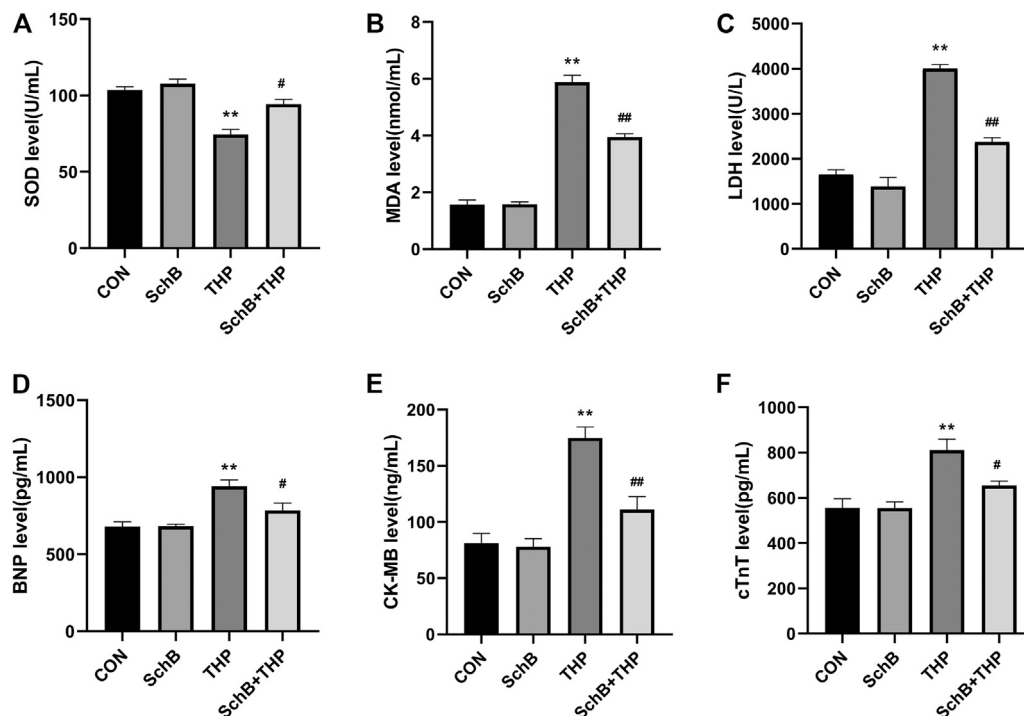 A
SOD level(U/mL)
150
100
50
0
**
#
CON
SchB
THP
SchB+THP
B
MDA level(nmol/mL)
8
6
4
2
0
**
##
CON
SchB
THP
SchB+THP
C
LDH level(U/L)
5000
4000
3000
2000
1000
0
**
##
CON
SchB
THP
SchB+THP
D
BNP level(pg/mL)
1500
1000
500
0
**
#
CON
SchB
THP
SchB+THP
E
CK-MB level(ng/mL)
200
150
100
50
0
**
##
CON
SchB
THP
SchB+THP
F
cTnT level(pg/mL)
1000
800
600
400
200
0
**
#
CON
SchB
THP
SchB+THP